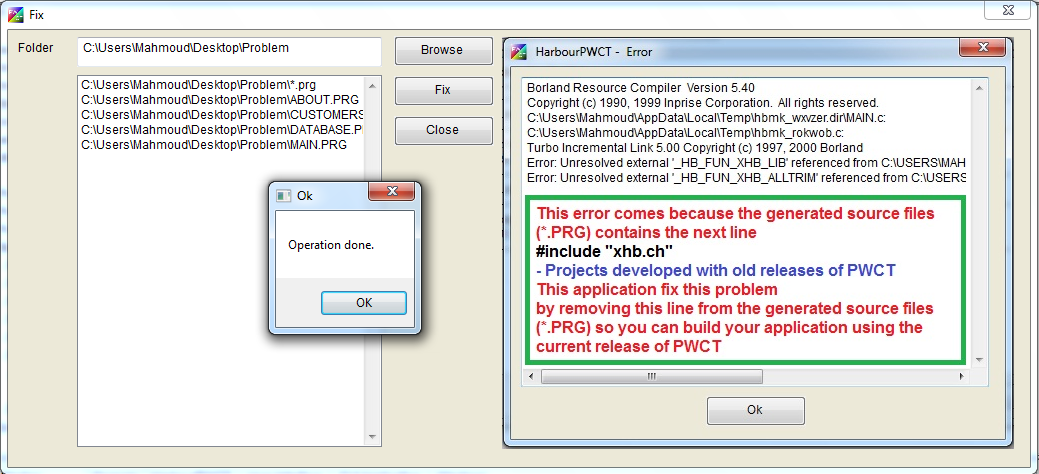 Fix
Folder
C:\Users\Mahmoud\Desktop\Problem
Browse
Fix
Close
C:\Users\Mahmoud\Desktop\Problem\*.prg
C:\Users\Mahmoud\Desktop\Problem\ABOUT.PRG
C:\Users\Mahmoud\Desktop\Problem\CUSTOMERS
C:\Users\Mahmoud\Desktop\Problem\DATABASE.P
C:\Users\Mahmoud\Desktop\Problem\MAIN.PRG
Ok
Operation done.
OK
HarbourPWCT - Error
Borland Resource Compiler Version 5.40
Copyright (c) 1990, 1999 Inprise Corporation. All rights reserved.
C:\Users\Mahmoud\AppData\Local\Temp\hbmk_wxvzer.dir\MAIN.c:
C:\Users\Mahmoud\AppData\Local\Temp\hbmk_rokwob.c:
Turbo Incremental Link 5.00 Copyright (c) 1997, 2000 Borland
Error: Unresolved external '_HB_FUN_XHB_LIB' referenced from C:\USERS\MAH
Error: Unresolved external '_HB_FUN_XHB_ALLTRIM' referenced from C:\USERS
This error comes because the generated source files
(*.PRG) contains the next line
#include "xhb.ch"
- Projects developed with old releases of PWCT
This application fix this problem
by removing this line from the generated source files
(*.PRG) so you can build your application using the
current release of PWCT
Ok